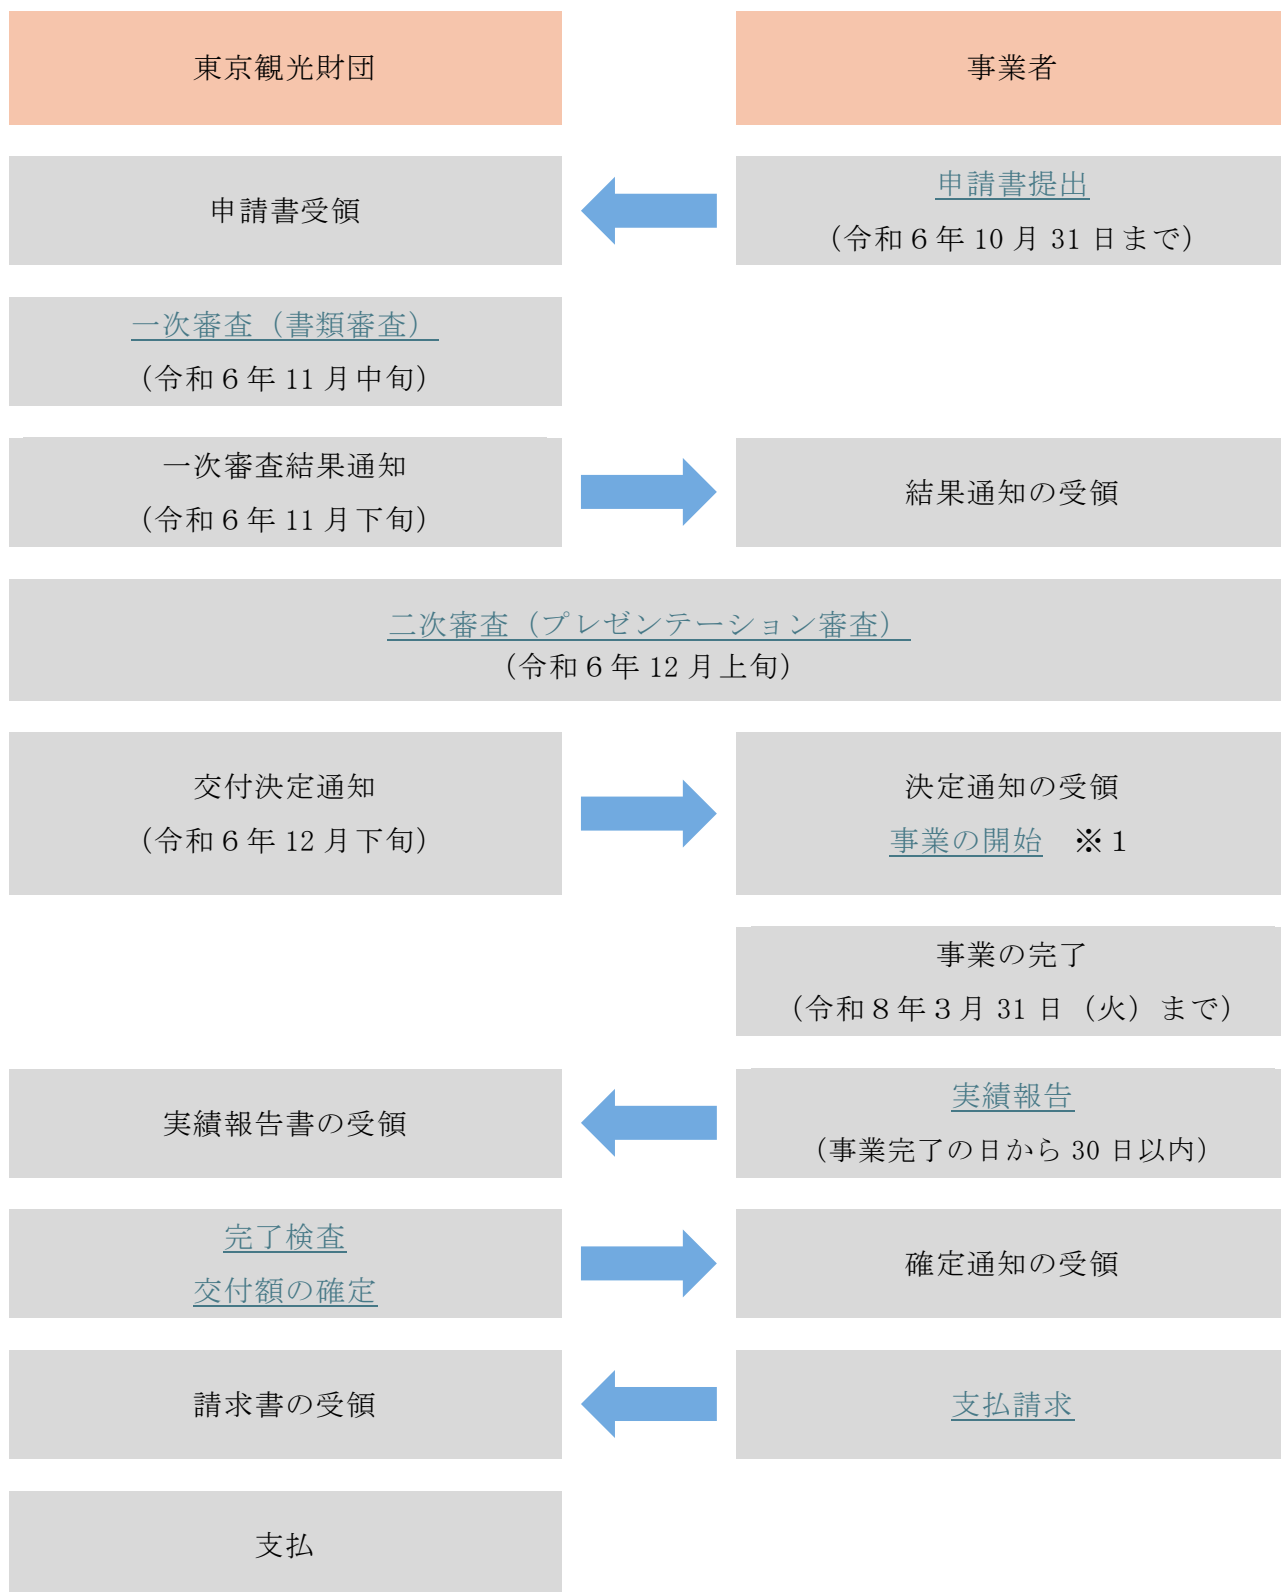 東京観光財団
事業者
申請書受領
申請書提出
（令和６年 10 月 31 日まで）
一次審査（書類審査）
（令和６年 11 月中旬）
一次審査結果通知
（令和６年 11 月下旬）
結果通知の受領
二次審査（プレゼンテーション審査）
（令和６年 12 月上旬）
交付決定通知
（令和６年 12 月下旬）
決定通知の受領
事業の開始　※１
事業の完了
（令和８年３月 31 日（火）まで）
実績報告書の受領
実績報告
（事業完了の日から 30 日以内）
完了検査
交付額の確定
確定通知の受領
請求書の受領
支払請求
支払